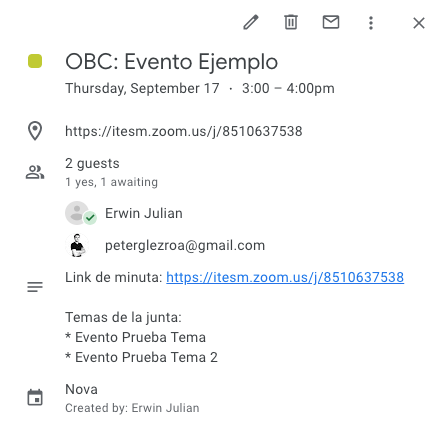 OBC: Evento Ejemplo
Thursday, September 17 · 3:00 – 4:00pm
https://itesm.zoom.us/j/8510637538
2 guests
1 yes, 1 awaiting
Erwin Julian
peterglezroa@gmail.com
Link de minuta: https://itesm.zoom.us/j/8510637538
Temas de la junta:
* Evento Prueba Tema
* Evento Prueba Tema 2
Nova
Created by: Erwin Julian